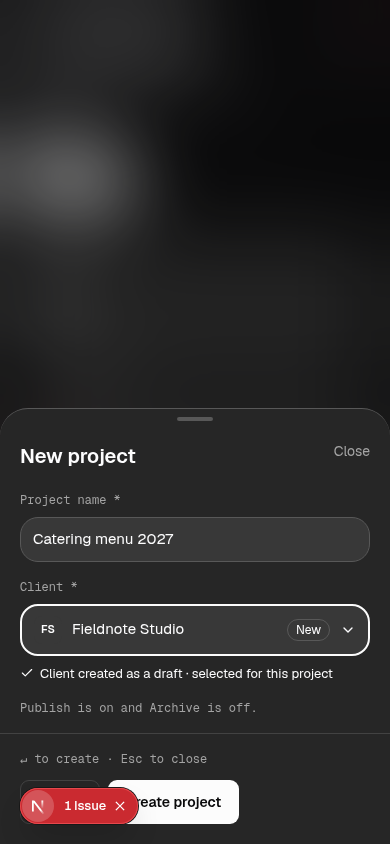 New project
Close
Project name *
Catering menu 2027
Client *
FS Fieldnote Studio New
Client created as a draft · selected for this project
Publish is on and Archive is off.
↵ to create · Esc to close
N 1 Issue
reate project